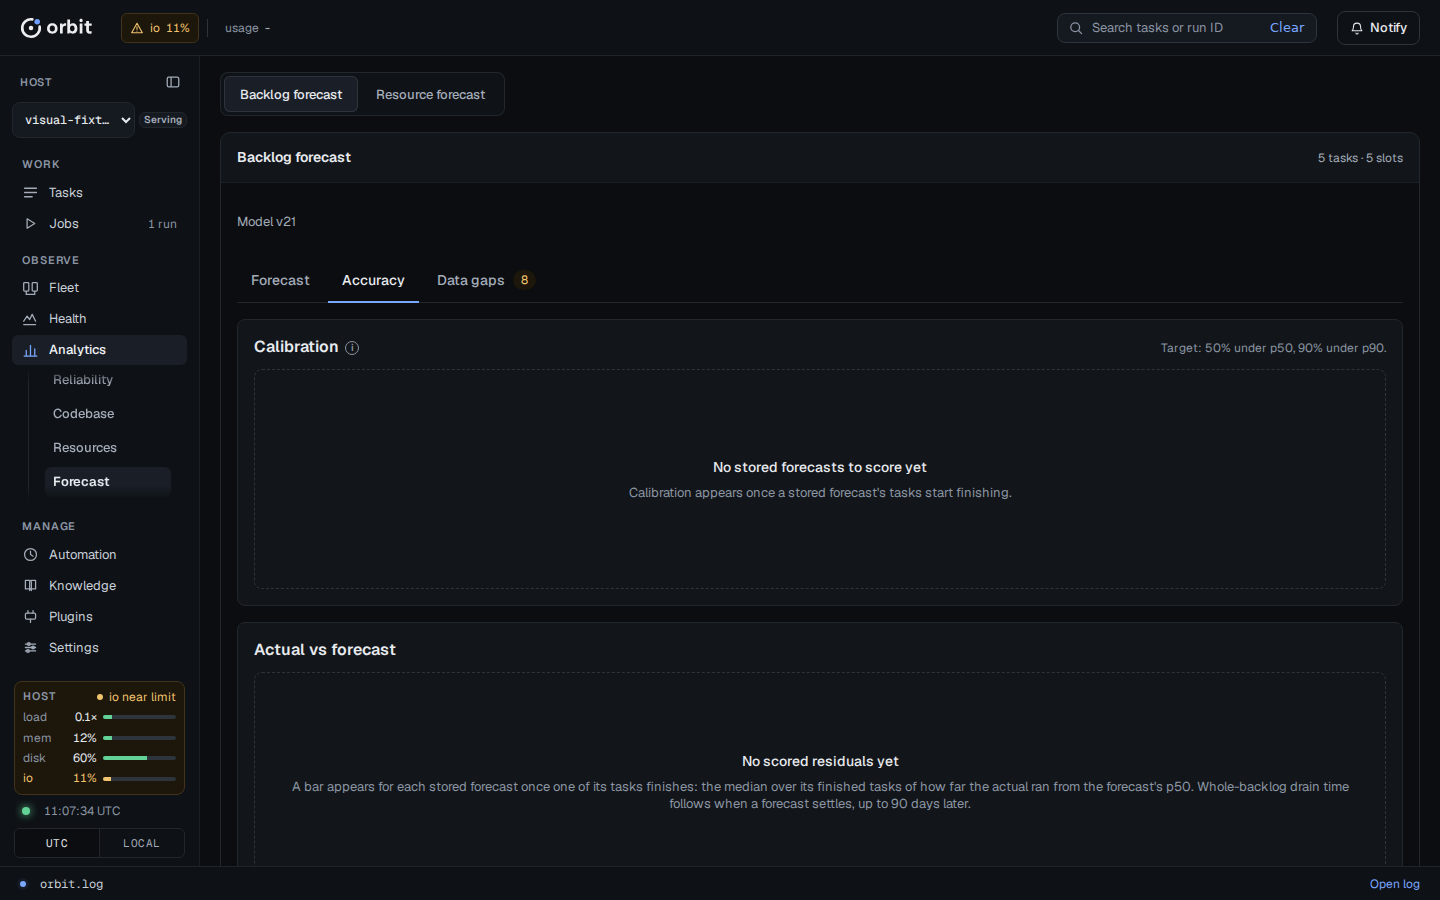 orbit
io 11%
usage -
Search tasks or run ID
Clear
Notify
HOST
visual-fixt…
Serving
WORK
Tasks
Jobs
1 run
OBSERVE
Fleet
Health
Analytics
Reliability
Codebase
Resources
Forecast
MANAGE
Automation
Knowledge
Plugins
Settings
HOST
io near limit
load 0.1×
mem 12%
disk 60%
io 11%
11:07:34 UTC
UTC
LOCAL
Backlog forecast
Resource forecast
Backlog forecast
5 tasks · 5 slots
Model v21
Forecast
Accuracy
Data gaps 8
Calibration
Target: 50% under p50, 90% under p90.
No stored forecasts to score yet
Calibration appears once a stored forecast's tasks start finishing.
Actual vs forecast
No scored residuals yet
A bar appears for each stored forecast once one of its tasks finishes: the median over its finished tasks of how far the actual ran from the forecast's p50. Whole-backlog drain time
follows when a forecast settles, up to 90 days later.
orbit.log
Open log